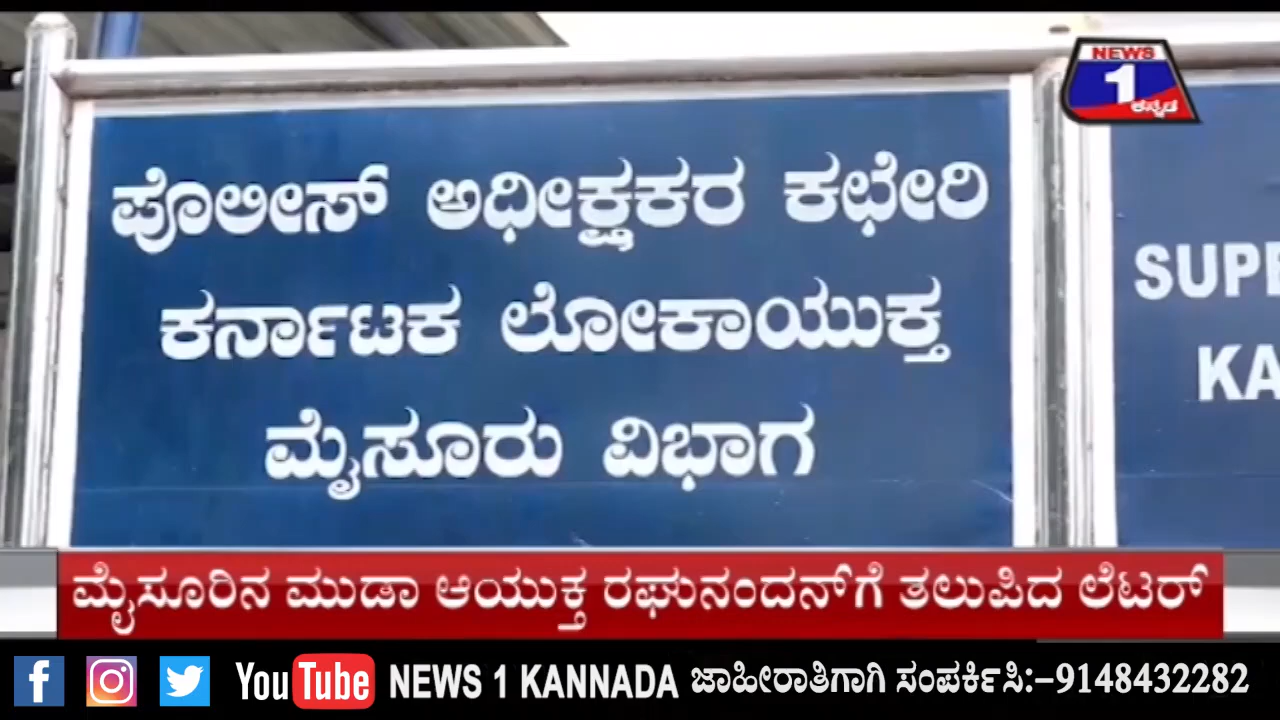 NEWS
1
ಕನ್ನಡ
ಪೊಲೀಸ್ ಅಧೀಕ್ಷಕರ ಕಛೇರಿ
ಕರ್ನಾಟಕ ಲೋಕಾಯುಕ್ತ
ಮೈಸೂರು ವಿಭಾಗ
SUPE
KA
ಮೈಸೂರಿನ ಮುಡಾ ಆಯುಕ್ತ ರಘುನಂದನ್‌ಗೆ ತಲುಪಿದ ಲೆಟರ್
YouTube NEWS 1 KANNADA ಜಾಹೀರಾತಿಗಾಗಿ ಸಂಪರ್ಕಿಸಿ:-9148432282